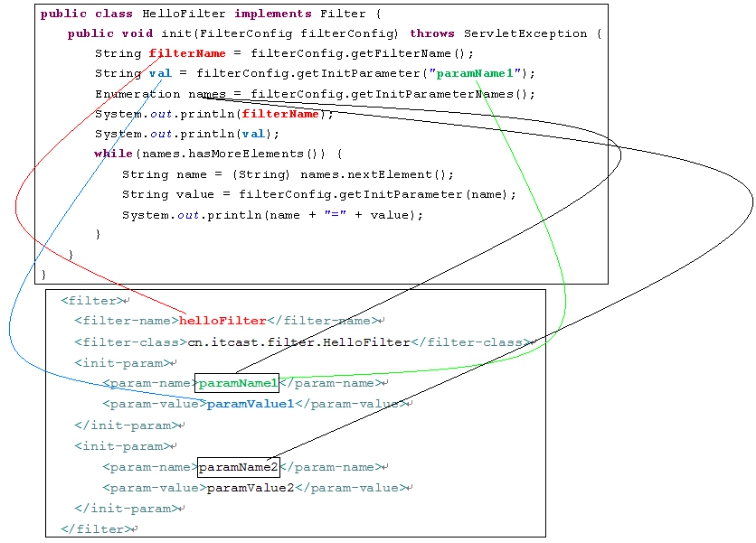 public class HelloFilter implements Filter {
public void init(FilterConfig filterConfig) throws ServletException {
String filterName = filterConfig.getFilterName();
String val = filterConfig.getInitParameter("paramName1");
Enumeration names = filterConfig.getInitParameterNames();
System.out.println(filterName);
System.out.println(val);
while(names.hasMoreElements()) {
String name = (String) names.nextElement();
String value = filterConfig.getInitParameter(name);
System.out.println(name + "=" + value);
}
}
}
<filter>↵
<filter-name>helloFilter</filter-name>↵
<filter-class>cn.itcast.filter.HelloFilter</filter-class>↵
<init-param>↵
<param-name>paramName1</param-name>↵
<param-value>paramValue1</param-value>↵
</init-param>↵
<init-param>↵
<param-name>paramName2</param-name>↵
<param-value>paramValue2</param-value>↵
</init-param>↵
</filter>↵